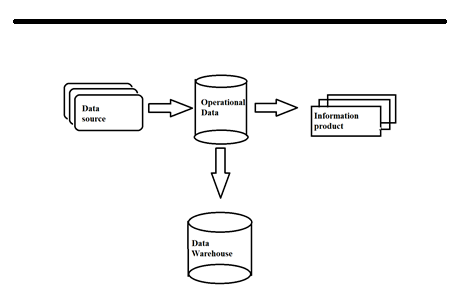 Data
source
Operational
Data
Information
product
Data
Warehouse